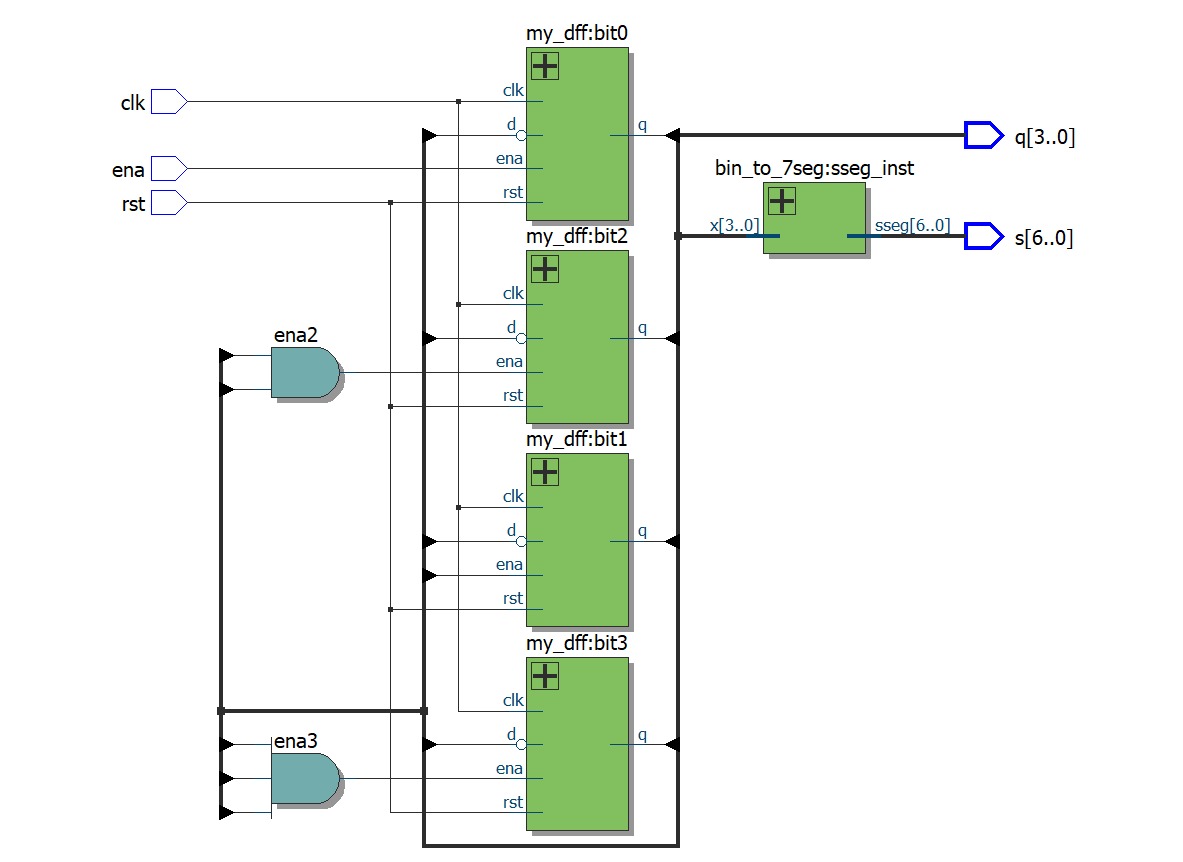 my_dff:bit0
clk
clk
d
q
q[3..0]
ena
ena
bin_to_7seg:sseg_inst
rst
rst
x[3..0]
sseg[6..0]
s[6..0]
my_dff:bit2
clk
d
q
ena2
ena
rst
my_dff:bit1
clk
d
q
ena
rst
my_dff:bit3
clk
d
q
ena3
ena
rst